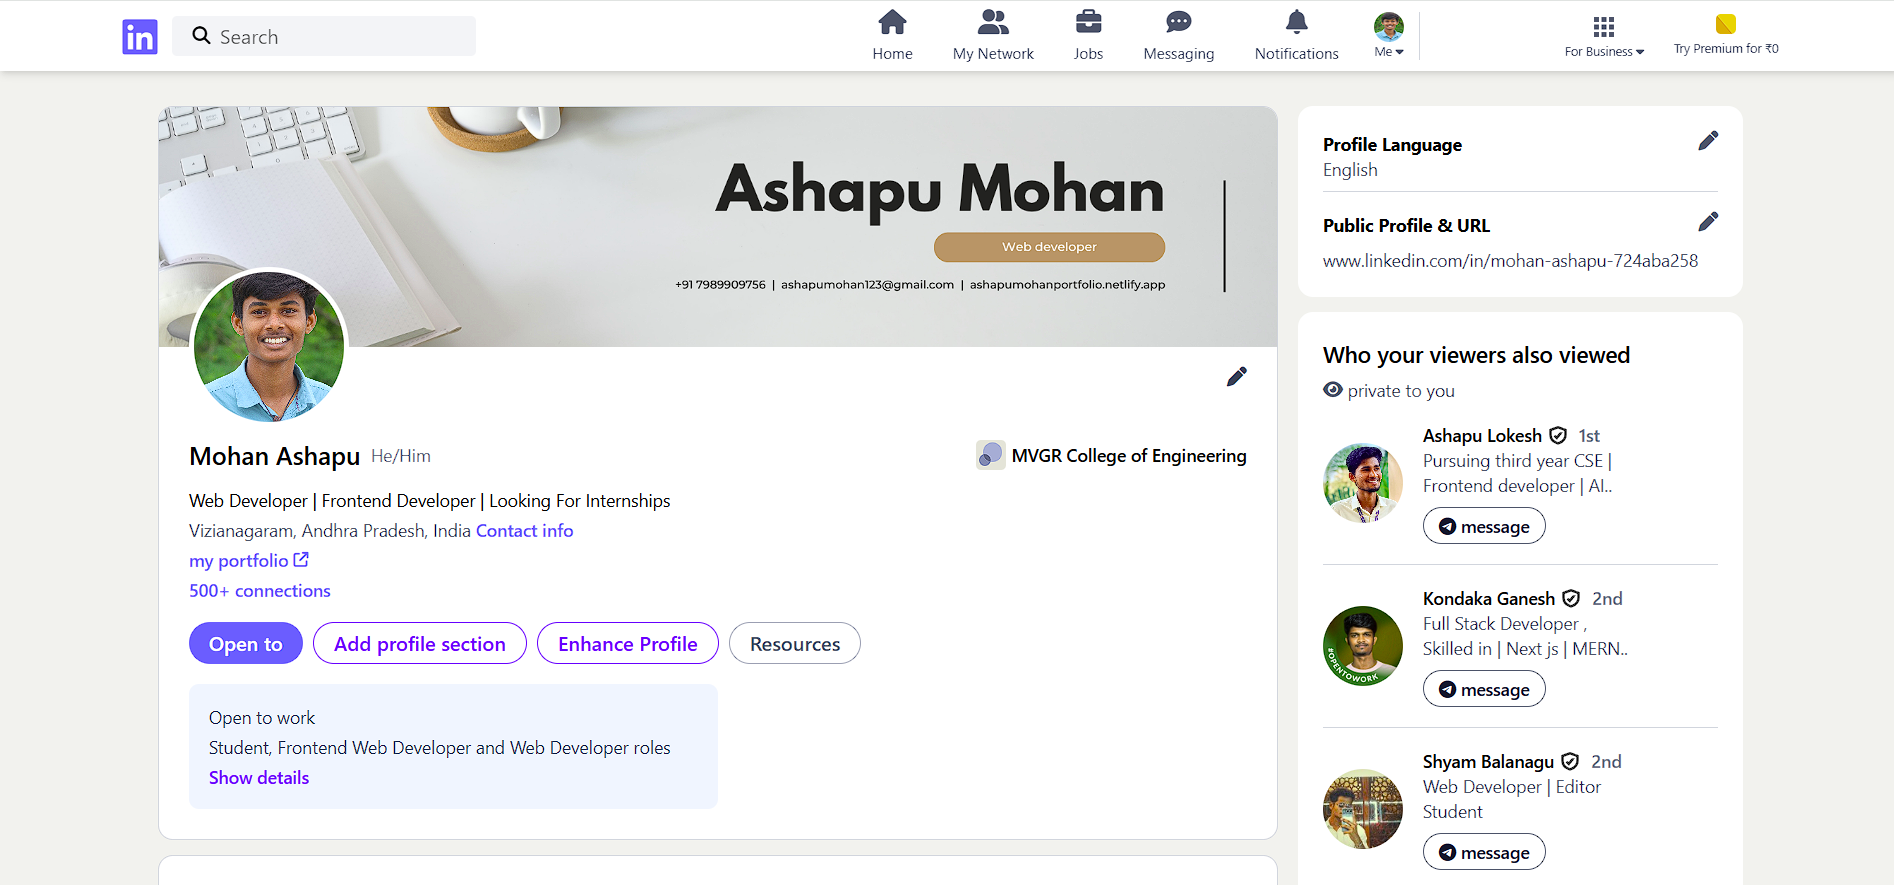 in
Search
Home
My Network
Jobs
Messaging
Notifications
Me
For Business
Try Premium for ₹0
Ashapu Mohan
Web developer
+91 7989909756 | ashapumohan123@gmail.com | ashapumohanportfolio.netlify.app
Mohan Ashapu He/Him
MVGR College of Engineering
Web Developer | Frontend Developer | Looking For Internships
Vizianagaram, Andhra Pradesh, India Contact info
my portfolio
500+ connections
Open to
Add profile section
Enhance Profile
Resources
Open to work
Student, Frontend Web Developer and Web Developer roles
Show details
Profile Language
English
Public Profile & URL
www.linkedin.com/in/mohan-ashapu-724aba258
Who your viewers also viewed
private to you
Ashapu Lokesh 1st
Pursuing third year CSE |
Frontend developer | AI..
message
Kondaka Ganesh 2nd
Full Stack Developer ,
Skilled in | Next js | MERN..
#OPENTOWORK
message
Shyam Balanagu 2nd
Web Developer | Editor
Student
message